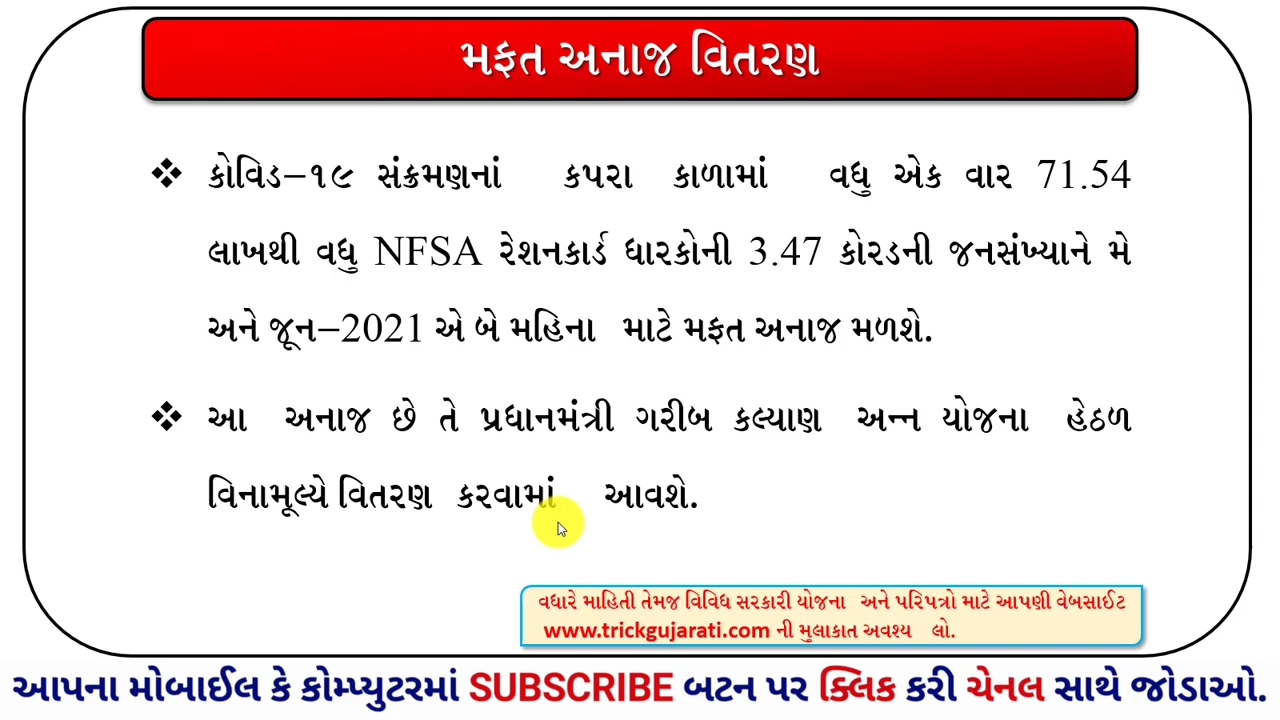 મફત અનાજ વિતરણ
❖ કોવિડ–૧૯ સંક્રમણનાં કપરા કાળામાં વધુ એક વાર 71.54
લાખથી વધુ NFSA રેશનકાર્ડ ધારકોની 3.47 કોરડની જનસંખ્યાને મે
અને જૂન–2021 એ બે મહિના માટે મફત અનાજ મળશે.
❖ આ અનાજ છે તે પ્રધાનમંત્રી ગરીબ કલ્યાણ અન્ન યોજના હેઠળ
વિનામૂલ્યે વિતરણ કરવામાં આવશે.
વધારે માહિતી તેમજ વિવિધ સરકારી યોજના અને પરિપત્રો માટે આપણી વેબસાઈટ
www.trickgujarati.com ની મુલાકાત અવશ્ય લો.
આપના મોબાઈલ કે કોમ્પ્યુટરમાં SUBSCRIBE બટન પર ક્લિક કરી ચેનલ સાથે જોડાઓ.